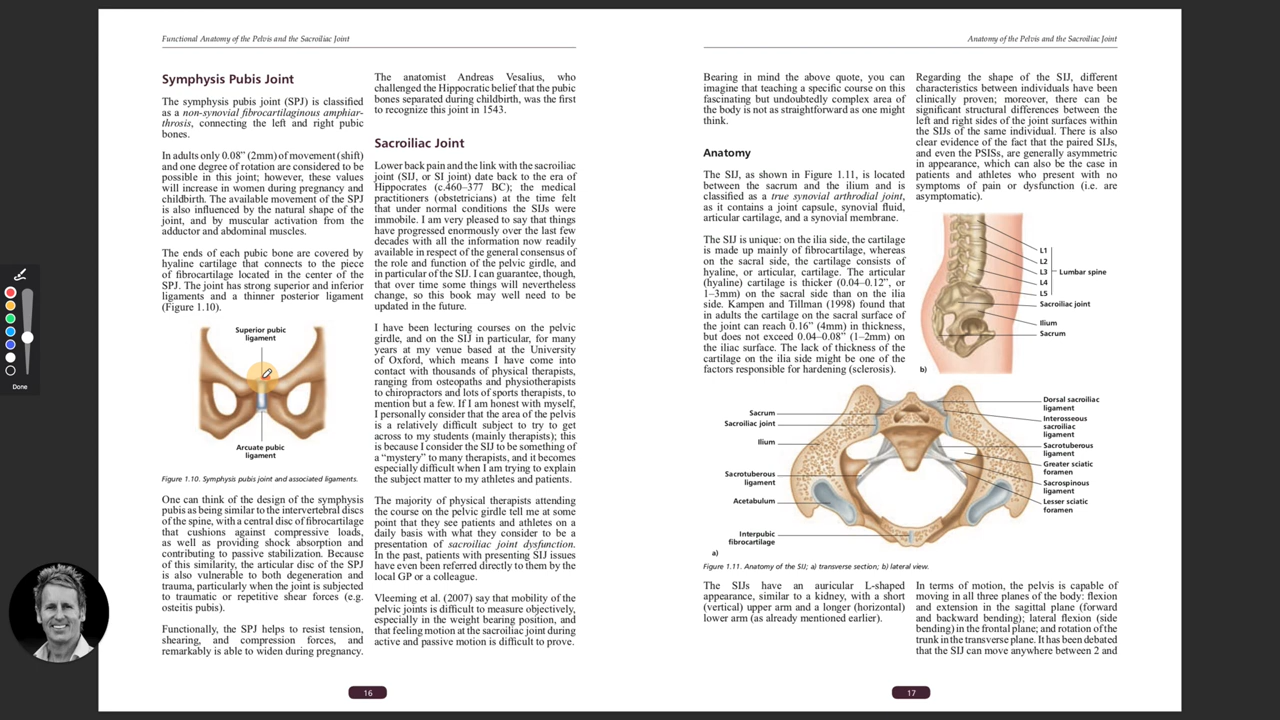 Functional Anatomy of the Pelvis and the Sacroiliac Joint
Symphysis Pubis Joint
The symphysis pubis joint (SPJ) is classified
as a non-synovial fibrocartilaginous amphiar-
throsis, connecting the left and right pubic
bones.
In adults only 0.08” (2mm) of movement (shift)
and one degree of rotation are considered to be
possible in this joint; however, these values
will increase in women during pregnancy and
childbirth. The available movement of the SPJ
is also influenced by the natural shape of the
joint, and by muscular activation from the
adductor and abdominal muscles.
The ends of each pubic bone are covered by
hyaline cartilage that connects to the piece
of fibrocartilage located in the center of the
SPJ. The joint has strong superior and inferior
ligaments and a thinner posterior ligament
(Figure 1.10).
Superior pubic
ligament
Arcuate pubic
ligament
Figure 1.10. Symphysis pubis joint and associated ligaments.
One can think of the design of the symphysis
pubis as being similar to the intervertebral discs
of the spine, with a central disc of fibrocartilage
that cushions against compressive loads,
as well as providing shock absorption and
contributing to passive stabilization. Because
of this similarity, the articular disc of the SPJ
is also vulnerable to both degeneration and
trauma, particularly when the joint is subjected
to traumatic or repetitive shear forces (e.g.
osteitis pubis).
Functionally, the SPJ helps to resist tension,
shearing, and compression forces, and
remarkably is able to widen during pregnancy.
The anatomist Andreas Vesalius, who
challenged the Hippocratic belief that the pubic
bones separated during childbirth, was the first
to recognize this joint in 1543.
Sacroiliac Joint
Lower back pain and the link with the sacroiliac
joint (SIJ, or SI joint) date back to the era of
Hippocrates (c.460–377 BC); the medical
practitioners (obstetricians) at the time felt
that under normal conditions the SIJs were
immobile. I am very pleased to say that things
have progressed enormously over the last few
decades with all the information now readily
available in respect of the general consensus of
the role and function of the pelvic girdle, and
in particular of the SIJ. I can guarantee, though,
that over time some things will nevertheless
change, so this book may well need to be
updated in the future.
I have been lecturing courses on the pelvic
girdle, and on the SIJ in particular, for many
years at my venue based at the University
of Oxford, which means I have come into
contact with thousands of physical therapists,
ranging from osteopaths and physiotherapists
to chiropractors and lots of sports therapists, to
mention but a few. If I am honest with myself,
I personally consider that the area of the pelvis
is a relatively difficult subject to try to get
across to my students (mainly therapists); this
is because I consider the SIJ to be something of
a “mystery” to many therapists, and it becomes
especially difficult when I am trying to explain
the subject matter to my athletes and patients.
The majority of physical therapists attending
the course on the pelvic girdle tell me at some
point that they see patients and athletes on a
daily basis with what they consider to be a
presentation of sacroiliac joint dysfunction.
In the past, patients with presenting SIJ issues
have even been referred directly to them by the
local GP or a colleague.
Vleeming et al. (2007) say that mobility of the
pelvic joints is difficult to measure objectively,
especially in the weight bearing position, and
that feeling motion at the sacroiliac joint during
active and passive motion is difficult to prove.
16
Anatomy of the Pelvis and the Sacroiliac Joint
Bearing in mind the above quote, you can
imagine that teaching a specific course on this
fascinating but undoubtedly complex area of
the body is not as straightforward as one might
think.
Anatomy
The SIJ, as shown in Figure 1.11, is located
between the sacrum and the ilium and is
classified as a true synovial arthrodial joint,
as it contains a joint capsule, synovial fluid,
articular cartilage, and a synovial membrane.
The SIJ is unique: on the ilia side, the cartilage
is made up mainly of fibrocartilage, whereas
on the sacral side, the cartilage consists of
hyaline, or articular, cartilage. The articular
(hyaline) cartilage is thicker (0.04–0.12”, or
1–3mm) on the sacral side than on the ilia
side. Kampen and Tillman (1998) found that
in adults the cartilage on the sacral surface of
the joint can reach 0.16” (4mm) in thickness,
but does not exceed 0.04–0.08” (1–2mm) on
the iliac surface. The lack of thickness of the
cartilage on the ilia side might be one of the
factors responsible for hardening (sclerosis).
Regarding the shape of the SIJ, different
characteristics between individuals have been
clinically proven; moreover, there can be
significant structural differences between the
left and right sides of the joint surfaces within
the SIJs of the same individual. There is also
clear evidence of the fact that the paired SIJs,
and even the PSISs, are generally asymmetric
in appearance, which can also be the case in
patients and athletes who present with no
symptoms of pain or dysfunction (i.e. are
asymptomatic).
L1
L2
L3
L4
L5
Lumbar spine
Sacroiliac joint
Ilium
Sacrum
b)
Sacrum
Sacroiliac joint
Ilium
Sacrotuberous
ligament
Acetabulum
Interpubic
fibrocartilage
Dorsal sacroiliac
ligament
Interosseous
sacroiliac
ligament
Sacrotuberous
ligament
Greater sciatic
foramen
Sacrospinous
ligament
Lesser sciatic
foramen
a)
Figure 1.11. Anatomy of the SIJ; a) transverse section; b) lateral view.
The SIJs have an auricular L-shaped
appearance, similar to a kidney, with a short
(vertical) upper arm and a longer (horizontal)
lower arm (as already mentioned earlier).
In terms of motion, the pelvis is capable of
moving in all three planes of the body: flexion
and extension in the sagittal plane (forward
and backward bending); lateral flexion (side
bending) in the frontal plane; and rotation of the
trunk in the transverse plane. It has been debated
that the SIJ can move anywhere between 2 and
17
Done